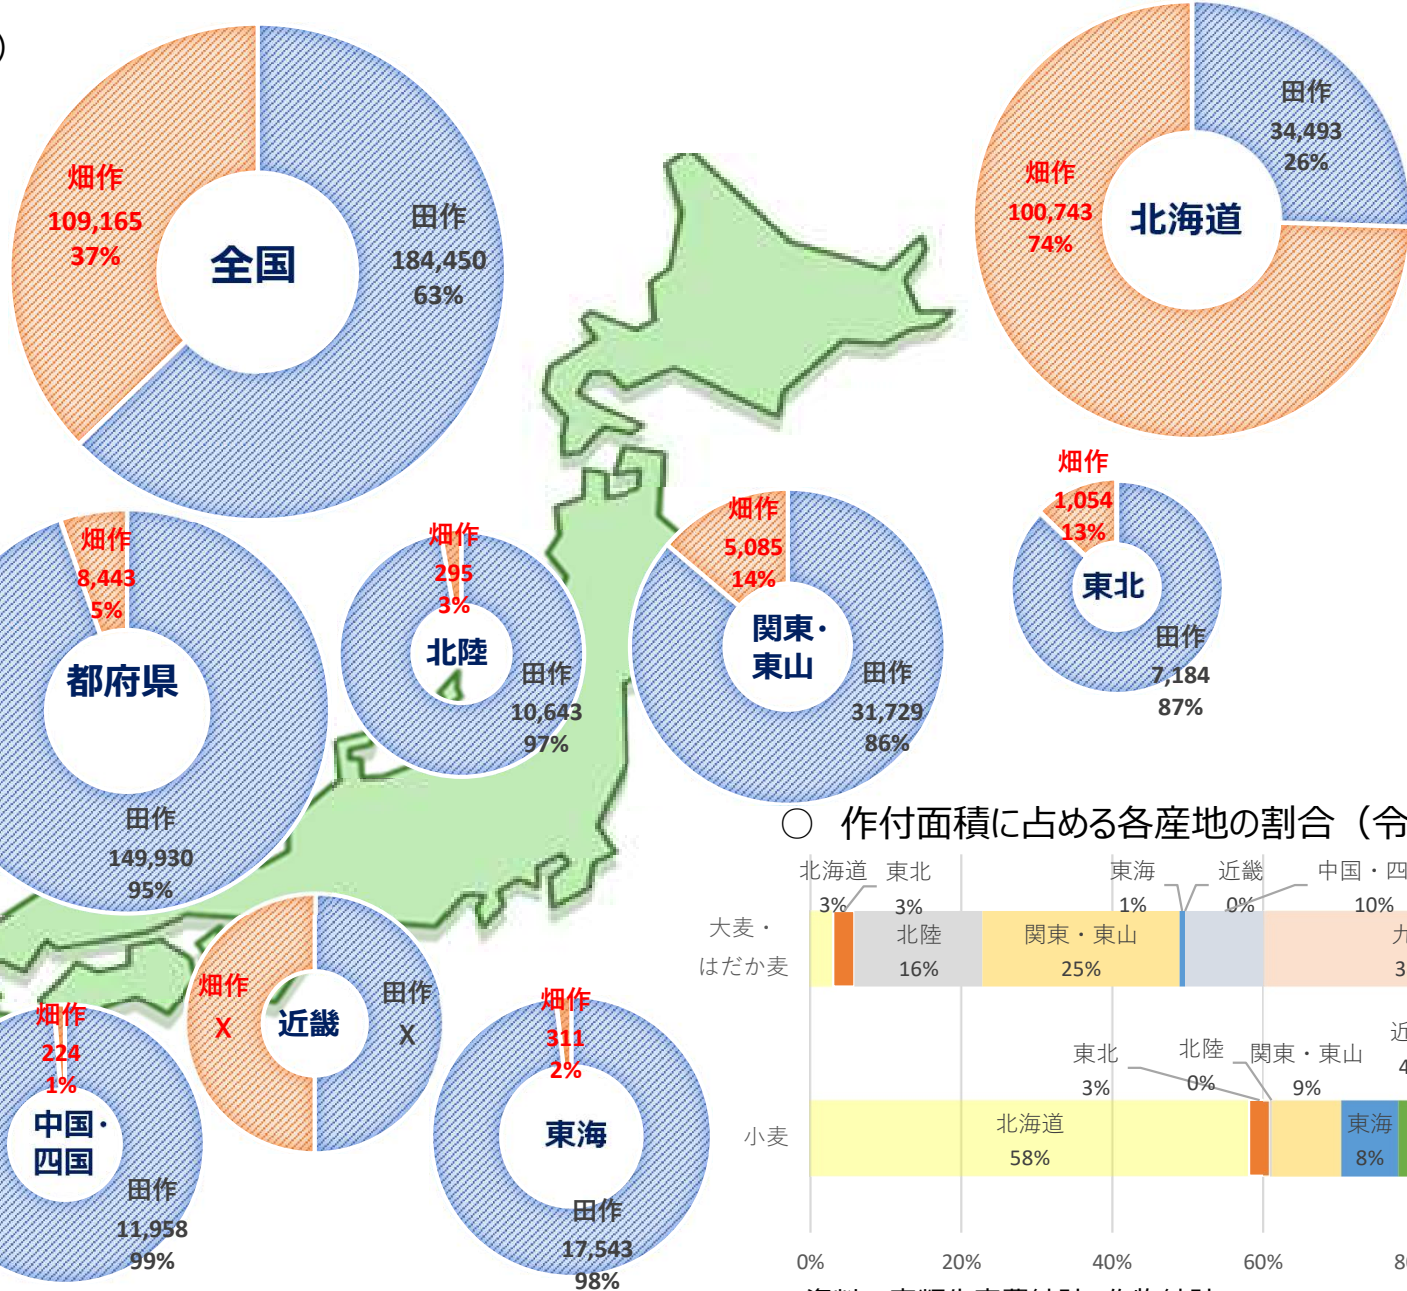 ）
畑作
109,165
37%
全国
田作
184,450
63%
畑作
100,743
74%
北海道
田作
34,493
26%
畑作
8,443
5%
都府県
田作
149,930
95%
畑作
295
3%
北陸
田作
10,643
97%
畑作
5,085
14%
関東・
東山
田作
31,729
86%
畑作
1,054
13%
東北
田作
7,184
87%
畑作
224
1%
中国・
四国
田作
11,958
99%
畑作
X
近畿
田作
X
畑作
311
2%
東海
田作
17,543
98%
○ 作付面積に占める各産地の割合（令
北海道 東北 東海 近畿 中国・四
3% 3% 1% 0% 10%
大麦・
はだか麦
北陸
16%
関東・東山
25%
3
東北
3%
北陸
0%
関東・東山
9%
近
4
小麦
北海道
58%
東海
8%
0% 20% 40% 60%